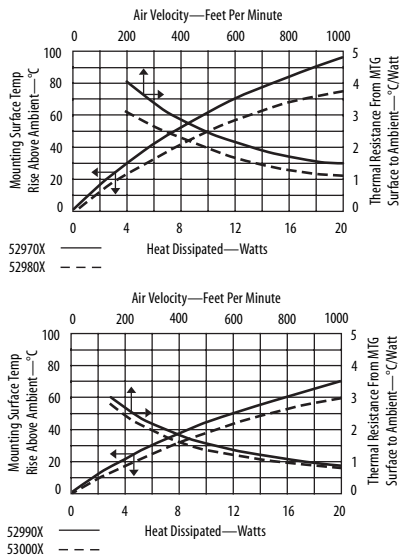 Air Velocity—Feet Per Minute
0 200 400 600 800 1000
Mounting Surface Temp
Rise Above Ambient—°C
100
80
60
40
20
0
5
4
3
2
1
0
Thermal Resistance From MTG
Surface to Ambient— °C/Watt
0 4 8 12 16 20
52970X
Heat Dissipated—Watts
52980X
Air Velocity—Feet Per Minute
0 200 400 600 800 1000
Mounting Surface Temp
Rise Above Ambient—°C
100
80
60
40
20
0
5
4
3
2
1
0
Thermal Resistance From MTG
Surface to Ambient— °C/Watt
0 4 8 12 16 20
52990X
Heat Dissipated—Watts
53000X